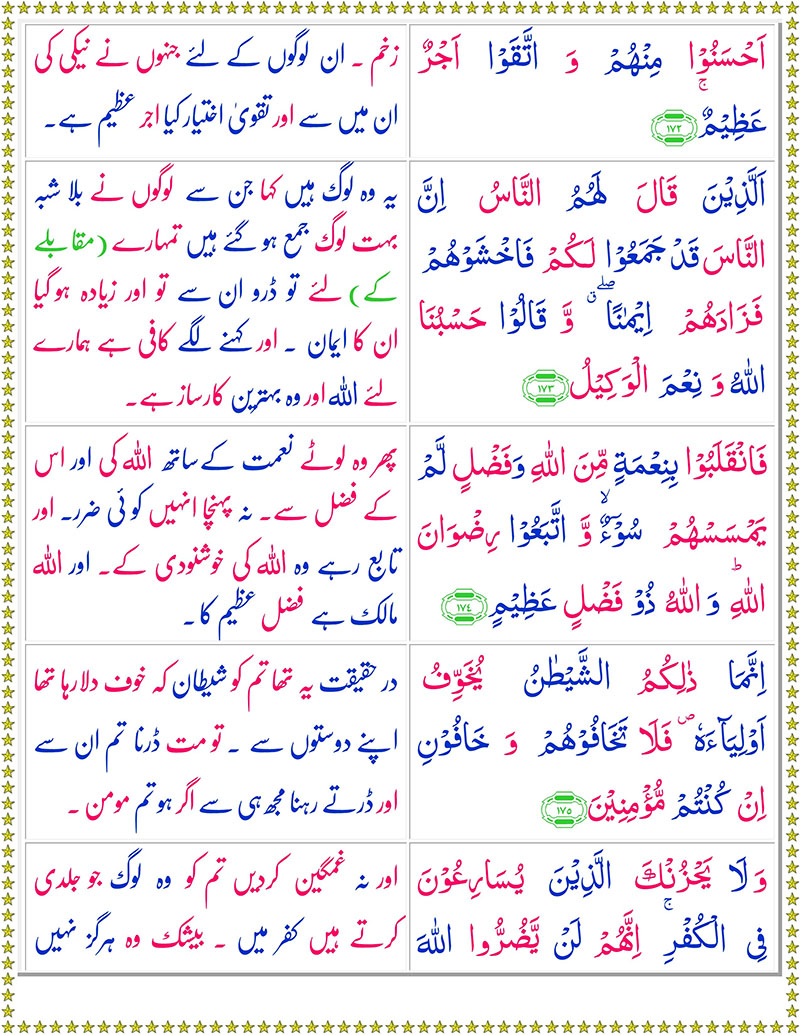 اَحْسَنُوْا مِنْهُمْ وَ اتَّقَوْا اَجْرٌ
عَظِيْمٌۚ ﴿۱۷۲﴾
زخم ۔ ان لوگوں کے لئے جنہوں نے نیکی کی
ان میں سے اور تقویٰ اختیار کیا اجر عظیم ہے۔
اَلَّذِيْنَ قَالَ لَهُمُ النَّاسُ اِنَّ
النَّاسَ قَدْ جَمَعُوْا لَكُمْ فَاخْشَوْهُمْ
فَزَادَهُمْ اِيْمٰنًا ۖۗ وَّ قَالُوْا حَسْبُنَا
اللّٰهُ وَ نِعْمَ الْوَكِيْلُ ﴿۱۷۳﴾
یہ وہ لوگ ہیں کہا جن سے لوگوں نے بلا شبہ
بہت لوگ جمع ہو گئے ہیں تمہارے (مقابلے
کے) لئے تو ڈرو ان سے تو اور زیادہ ہوگیا
ان کا ایمان ۔ اور کہنے لگے کافی ہے ہمارے
لئے اللہ اور وہ بہترین کارساز ہے۔
فَانْقَلَبُوْا بِنِعْمَةٍ مِّنَ اللّٰهِ وَفَضْلٍ لَّمْ
يَمْسَسْهُمْ سُوْٓءٌۙ وَّ اتَّبَعُوْا رِضْوَانَ
اللّٰهِؕ وَ اللّٰهُ ذُوْ فَضْلٍ عَظِيْمٍ ﴿۱۷۴﴾
پھر وہ لوٹے نعمت کے ساتھ اللہ کی اور اس
کے فضل سے۔ نہ پہنچا انہیں کوئی ضرر۔ اور
تابع رہے وہ اللہ کی خوشنودی کے۔ اور اللہ
مالک ہے فضل عظیم کا۔
اِنَّمَا ذٰلِكُمُ الشَّيْطٰنُ يُخَوِّفُ
اَوْلِيَآءَهٗ ۪ فَلَا تَخَافُوْهُمْ وَ خَافُوْنِ
اِنْ كُنْتُمْ مُّؤْمِنِيْنَ ﴿۱۷۵﴾
در حقیقت یہ تھا تم کو شیطان کہ خوف دلا رہا تھا
اپنے دوستوں سے ۔ تو مت ڈرنا تم ان سے
اور ڈرتے رہنا مجھ ہی سے اگر ہو تم مومن ۔
وَ لَا يَحْزُنْكَ الَّذِيْنَ يُسَارِعُوْنَ
فِي الْكُفْرِۚ اِنَّهُمْ لَنْ يَّضُرُّوا اللّٰهَ
اور نہ غمگین کردیں تم کو وہ لوگ جو جلدی
کرتے ہیں کفر میں ۔ بیشک وہ ہرگز نہیں